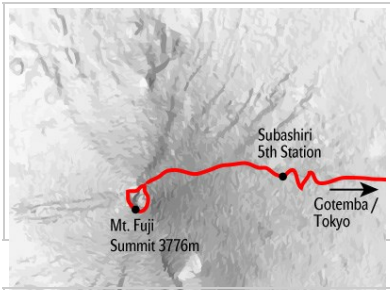 Subashiri
5th Station
Gotemba /
Tokyo
Mt. Fuji
Summit 3776m